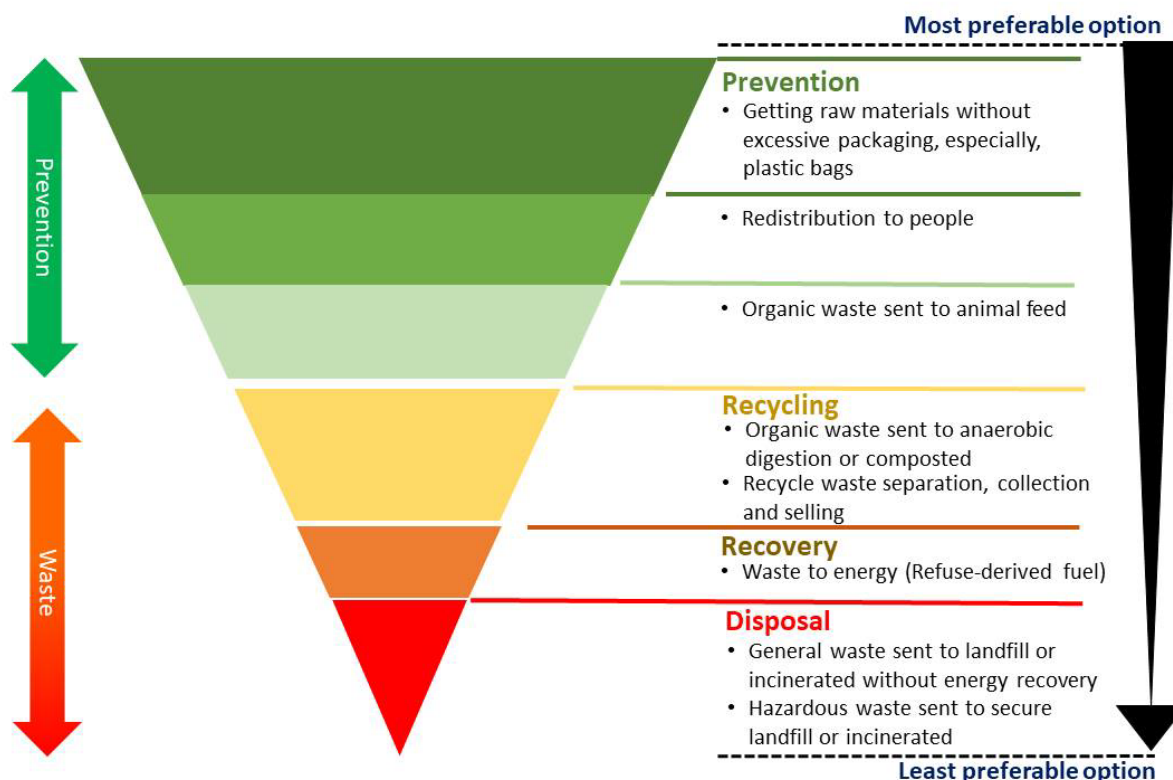 Most preferable option
Prevention
Prevention
• Getting raw materials without
excessive packaging, especially,
plastic bags
• Redistribution to people
• Organic waste sent to animal feed
Waste
Recycling
• Organic waste sent to anaerobic
digestion or composted
• Recycle waste separation, collection
and selling
Recovery
• Waste to energy (Refuse-derived fuel)
Disposal
• General waste sent to landfill or
incinerated without energy recovery
• Hazardous waste sent to secure
landfill or incinerated
Least preferable option